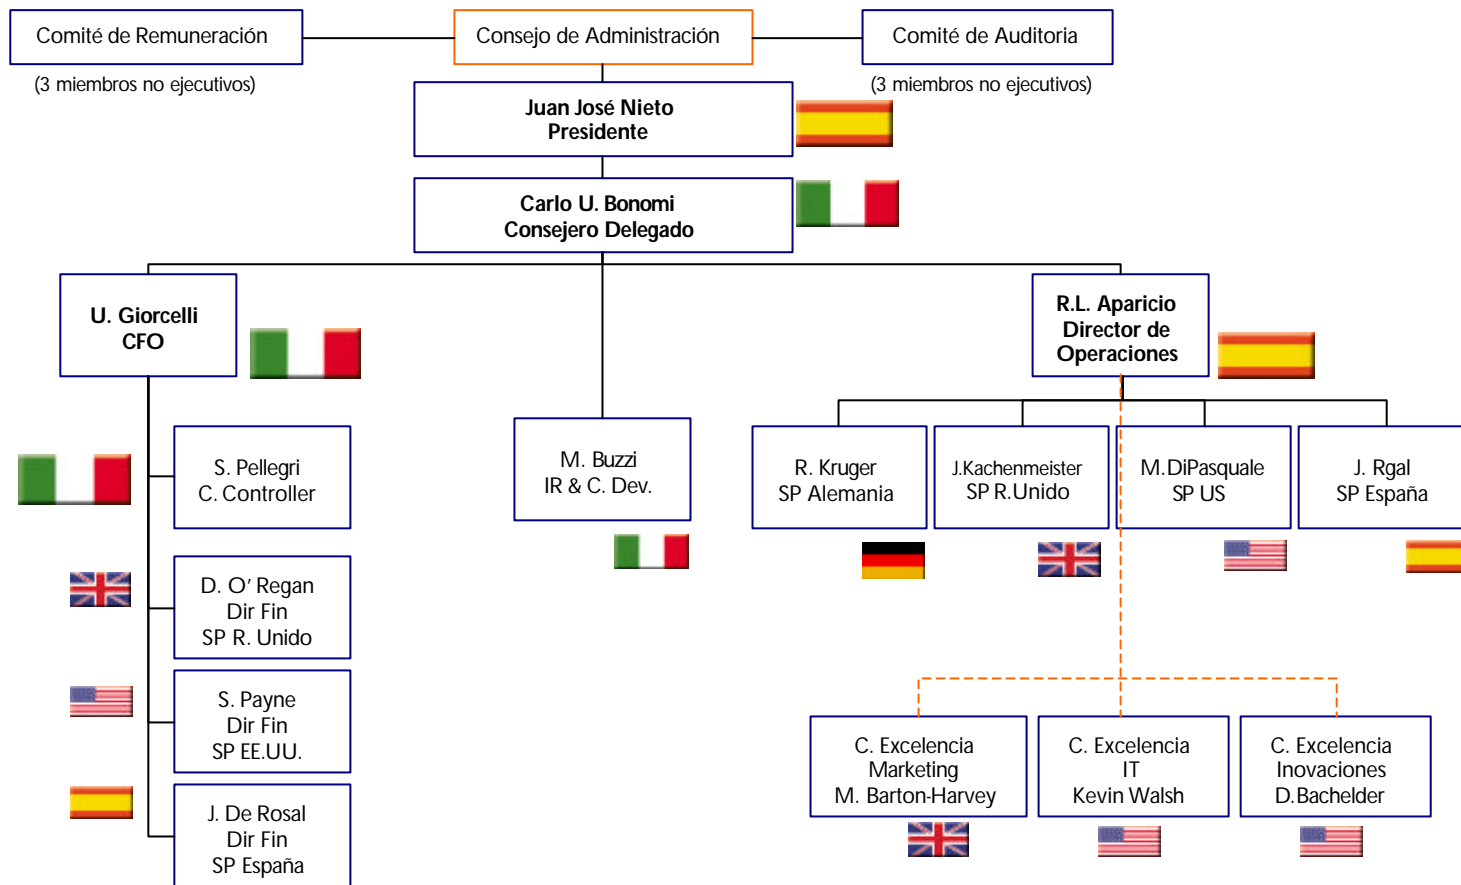 Comité de Remuneración
Consejo de Administración
Comité de Auditoria
(3 miembros no ejecutivos)
(3 miembros no ejecutivos)
Juan José Nieto
Presidente
Carlo U. Bonomi
Consejero Delegado
U. Giorcelli
CFO
R.L. Aparicio
Director de
Operaciones
S. Pellegri
C. Controller
M. Buzzi
IR & C. Dev.
R. Kruger
SP Alemania
J.Kachenmeister
SP R.Unido
M.DiPasquale
SP US
J. Rgal
SP España
D. O' Regan
Dir Fin
SP R. Unido
S. Payne
Dir Fin
SP EE.UU.
J. De Rosal
Dir Fin
SP España
C. Excelencia
Marketing
M. Barton-Harvey
C. Excelencia
IT
Kevin Walsh
C. Excelencia
Inovaciones
D.Bachelder